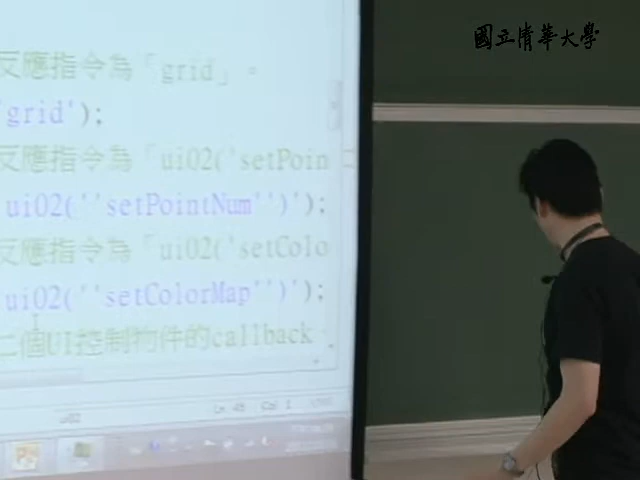 國立清華大學
反應指令為「grid」。
'grid');
反應指令為「ui02('setPoin
ui02(''setPointNum'')');
反應指令為「ui02('setColo
ui02(''setColorMap'')');
二個UI控制物件的callback